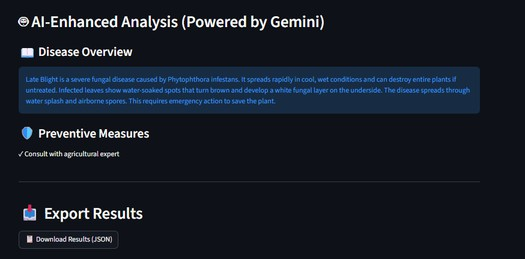 AI-Enhanced Analysis (Powered by Gemini)
Disease Overview
Late Blight is a severe fungal disease caused by Phytophthora infestans. It spreads rapidly in cool, wet conditions and can destroy entire plants if
untreated. Infected leaves show water-soaked spots that turn brown and develop a white fungal layer on the underside. The disease spreads through
water splash and airborne spores. This requires emergency action to save the plant.
Preventive Measures
✓ Consult with agricultural expert
Export Results
Download Results (JSON)